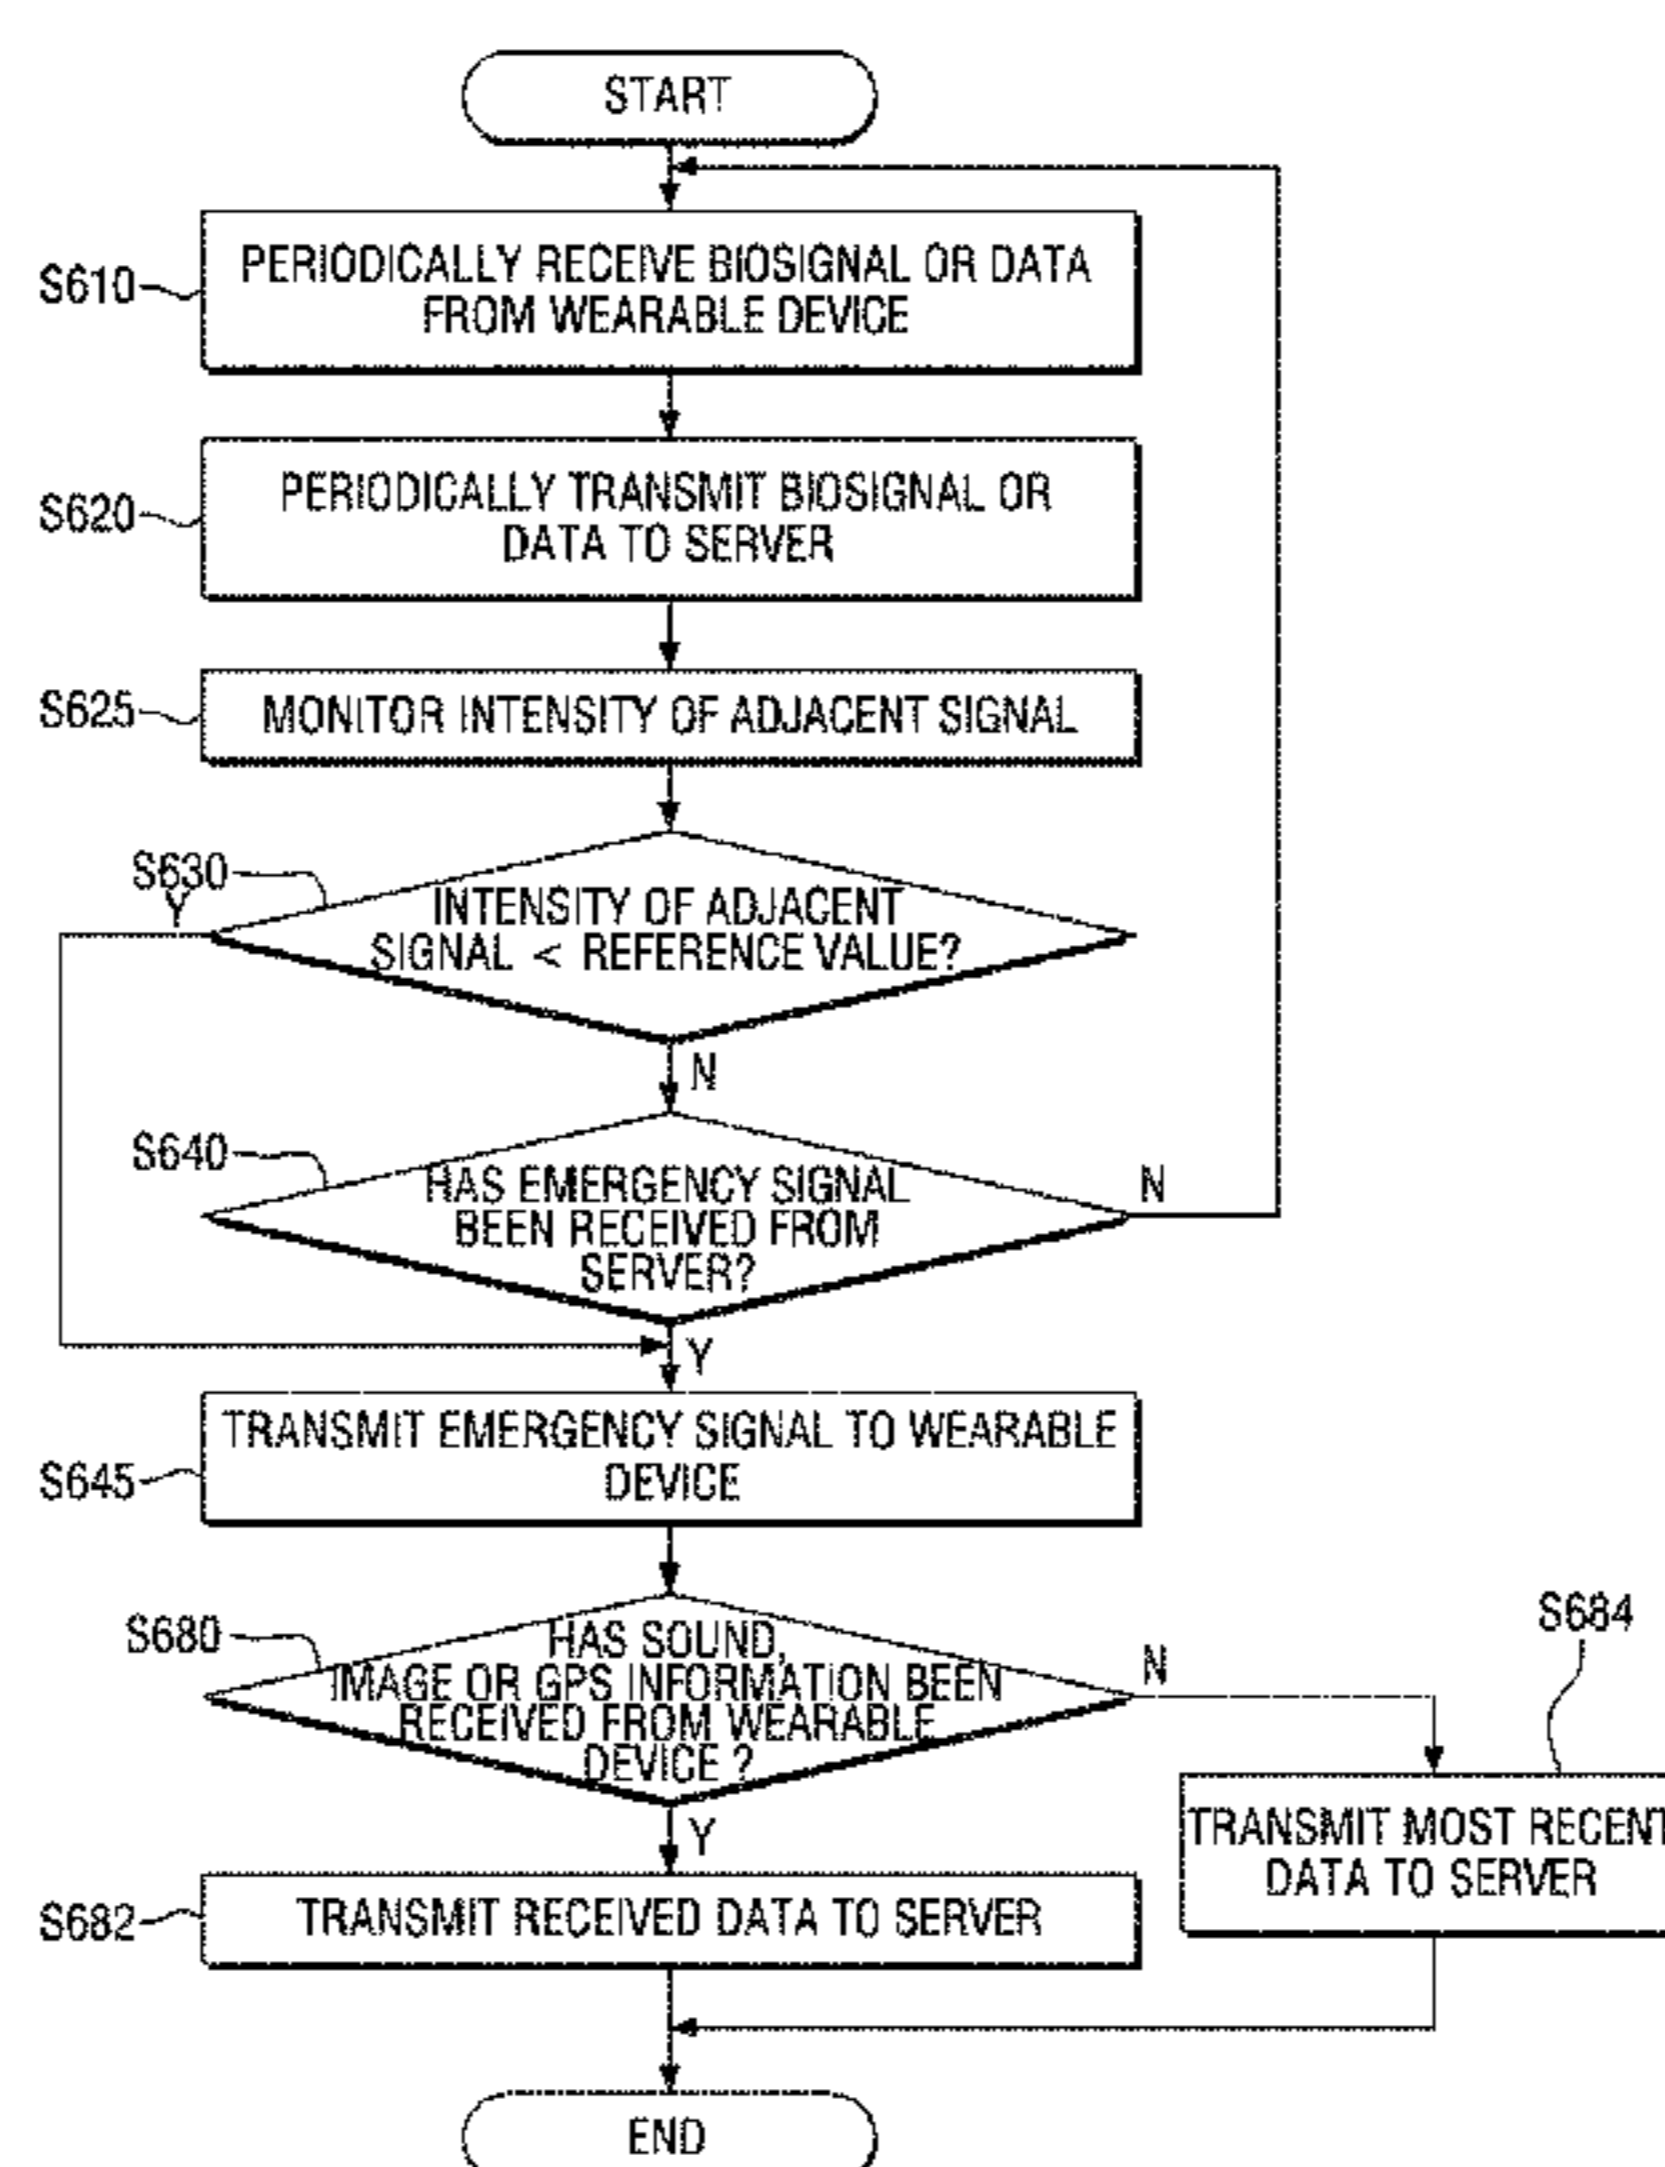 START
S610
PERIODICALLY RECEIVE BIOSIGNAL OR DATA
FROM WEARABLE DEVICE
S620
PERIODICALLY TRANSMIT BIOSIGNAL OR
DATA TO SERVER
S625
MONITOR INTENSITY OF ADJACENT SIGNAL
S630
Y
INTENSITY OF ADJACENT
SIGNAL < REFERENCE VALUE?
N
S640
HAS EMERGENCY SIGNAL
BEEN RECEIVED FROM
SERVER?
N
Y
S645
TRANSMIT EMERGENCY SIGNAL TO WEARABLE
DEVICE
S680
HAS SOUND,
IMAGE OR GPS INFORMATION BEEN
RECEIVED FROM WEARABLE
DEVICE ?
N
S684
Y
TRANSMIT MOST RECENT
DATA TO SERVER
S682
TRANSMIT RECEIVED DATA TO SERVER
END